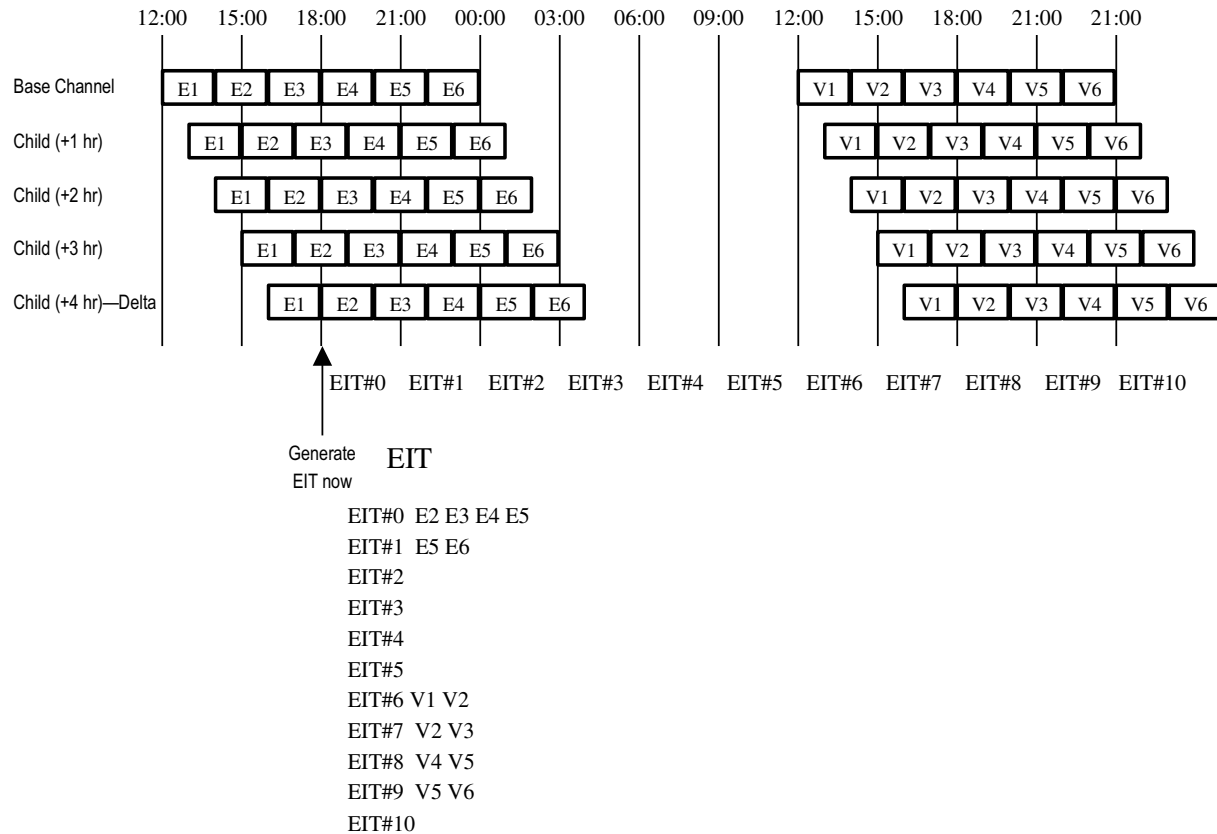 12:00 15:00 18:00 21:00 00:00 03:00 06:00 09:00 12:00 15:00 18:00 21:00 21:00
Base Channel E1 E2 E3 E4 E5 E6 V1 V2 V3 V4 V5 V6
Child (+1 hr) E1 E2 E3 E4 E5 E6 V1 V2 V3 V4 V5 V6
Child (+2 hr) E1 E2 E3 E4 E5 E6 V1 V2 V3 V4 V5 V6
Child (+3 hr) E1 E2 E3 E4 E5 E6 V1 V2 V3 V4 V5 V6
Child (+4 hr)—Delta E1 E2 E3 E4 E5 E6 V1 V2 V3 V4 V5 V6
EIT#0 EIT#1 EIT#2 EIT#3 EIT#4 EIT#5 EIT#6 EIT#7 EIT#8 EIT#9 EIT#10
Generate
EIT now
EIT
EIT#0 E2 E3 E4 E5
EIT#1 E5 E6
EIT#2
EIT#3
EIT#4
EIT#5
EIT#6 V1 V2
EIT#7 V2 V3
EIT#8 V4 V5
EIT#9 V5 V6
EIT#10